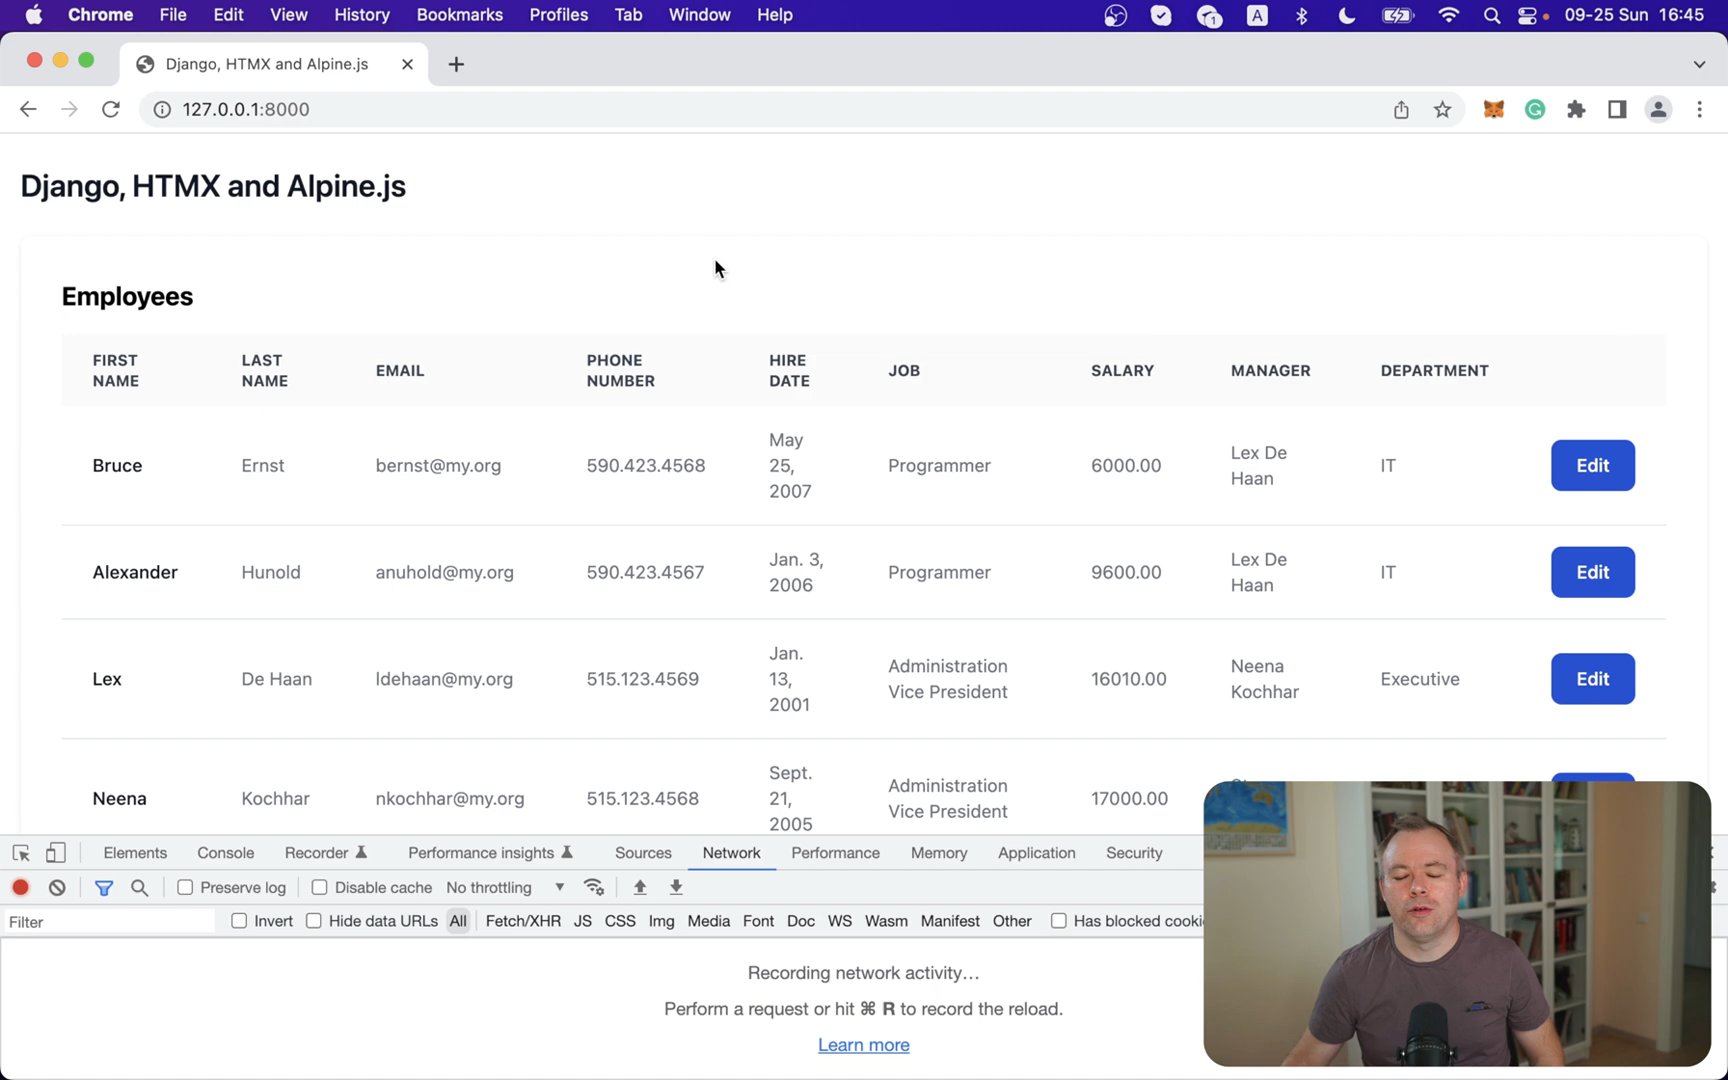 Chrome File Edit View History Bookmarks Profiles Tab Window Help 1 A 09-25 Sun 16:45
Django, HTMX and Alpine.js
127.0.0.1:8000
Django, HTMX and Alpine.js
Employees
FIRST NAME LAST NAME EMAIL PHONE NUMBER HIRE DATE JOB SALARY MANAGER DEPARTMENT
Bruce Ernst bernst@my.org 590.423.4568 May 25, 2007 Programmer 6000.00 Lex De Haan IT Edit
Alexander Hunold anuhold@my.org 590.423.4567 Jan. 3, 2006 Programmer 9600.00 Lex De Haan IT Edit
Lex De Haan ldehaan@my.org 515.123.4569 Jan. 13, 2001 Administration Vice President 16010.00 Neena Kochhar Executive Edit
Neena Kochhar nkochhar@my.org 515.123.4568 Sept. 21, 2005 Administration Vice President 17000.00
Elements Console Recorder Performance insights Sources Network Performance Memory Application Security
Preserve log Disable cache No throttling
Filter Invert Hide data URLs All Fetch/XHR JS CSS Img Media Font Doc WS Wasm Manifest Other Has blocked
Recording network activity…
Perform a request or hit ⌘ R to record the reload.
Learn more